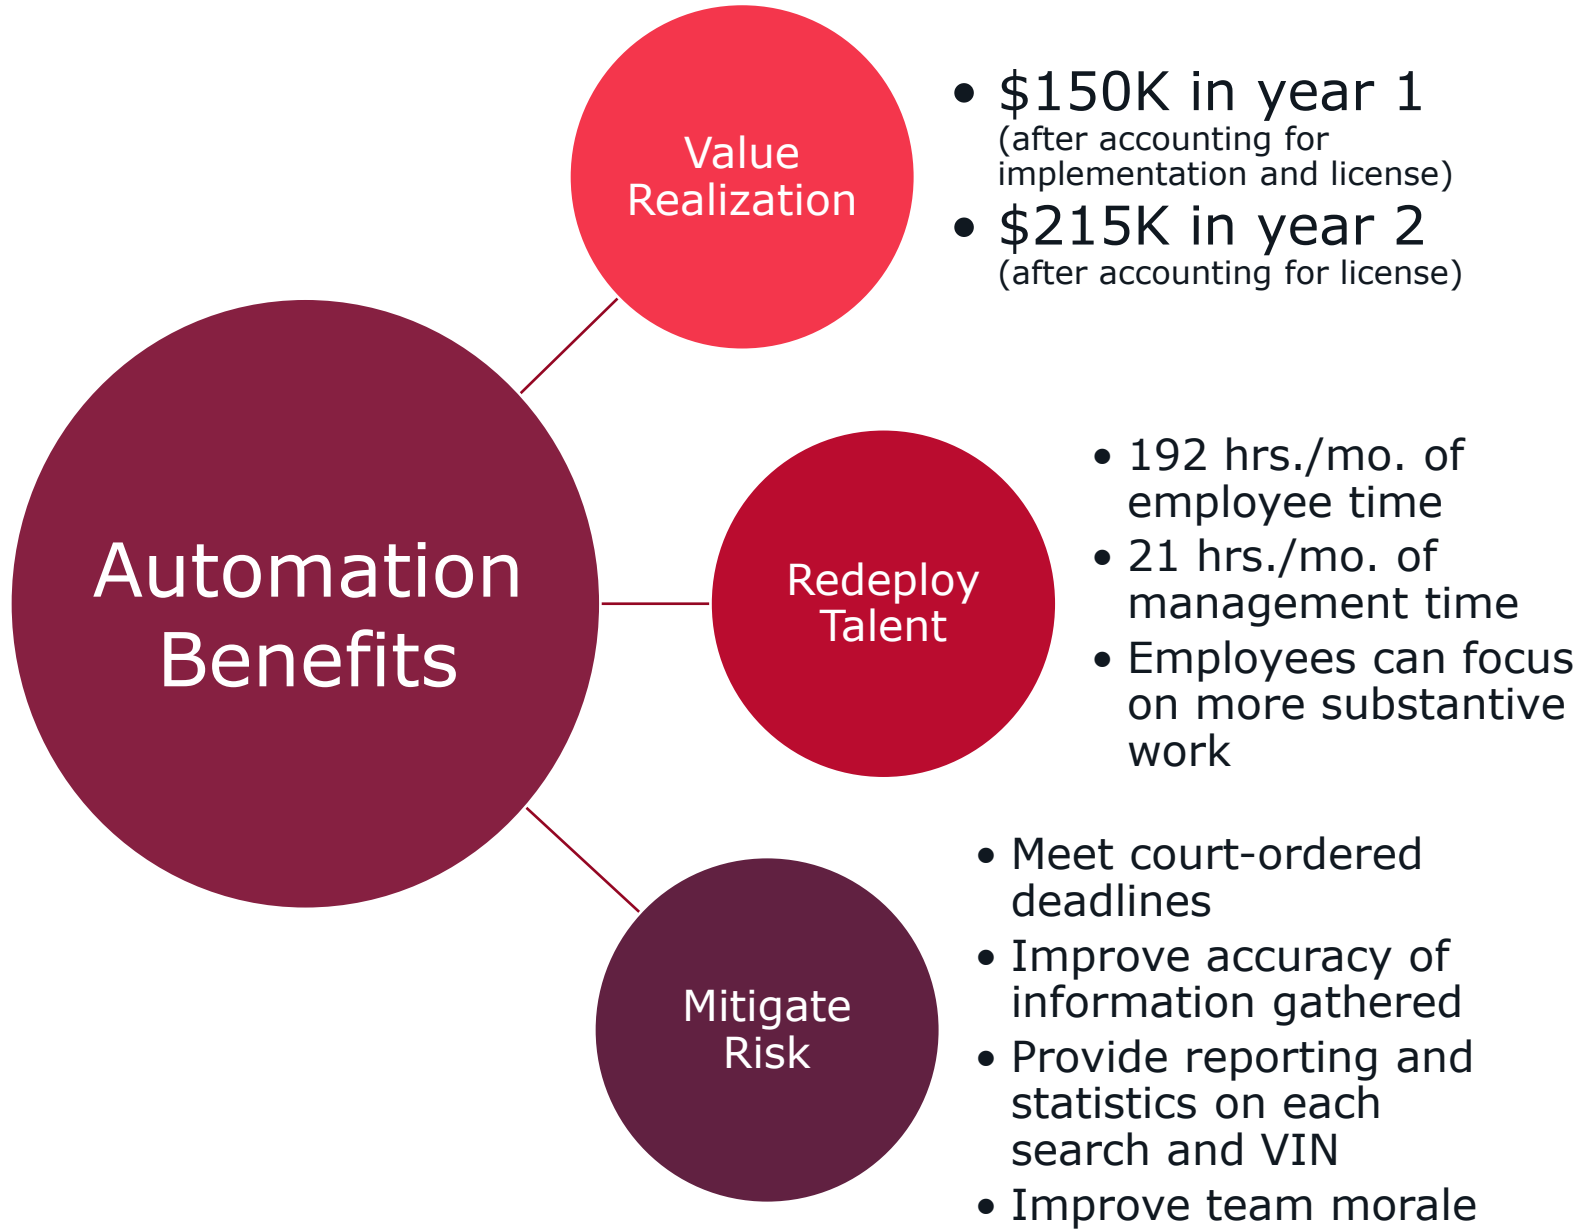 Automation
Benefits
Value
Realization
• $150K in year 1
(after accounting for
implementation and license)
• $215K in year 2
(after accounting for license)
Redeploy
Talent
• 192 hrs./mo. of
employee time
• 21 hrs./mo. of
management time
• Employees can focus
on more substantive
work
Mitigate
Risk
• Meet court-ordered
deadlines
• Improve accuracy of
information gathered
• Provide reporting and
statistics on each
search and VIN
• Improve team morale